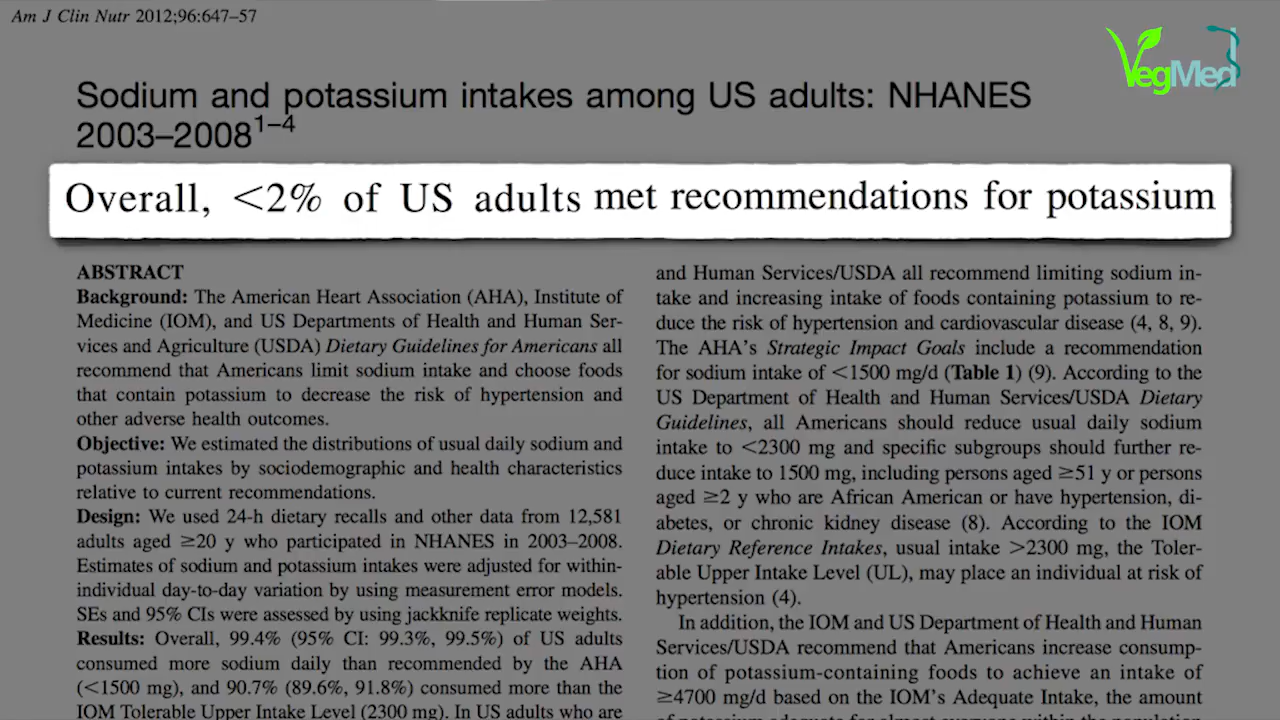 Am J Clin Nutr 2012;96:647–57
VegMed
Sodium and potassium intakes among US adults: NHANES
2003–2008¹⁻⁴
Overall, <2% of US adults met recommendations for potassium
ABSTRACT
Background: The American Heart Association (AHA), Institute of
Medicine (IOM), and US Departments of Health and Human Ser-
vices and Agriculture (USDA) Dietary Guidelines for Americans all
recommend that Americans limit sodium intake and choose foods
that contain potassium to decrease the risk of hypertension and
other adverse health outcomes.
Objective: We estimated the distributions of usual daily sodium and
potassium intakes by sociodemographic and health characteristics
relative to current recommendations.
Design: We used 24-h dietary recalls and other data from 12,581
adults aged ≥20 y who participated in NHANES in 2003–2008.
Estimates of sodium and potassium intakes were adjusted for within-
individual day-to-day variation by using measurement error models.
SEs and 95% CIs were assessed by using jackknife replicate weights.
Results: Overall, 99.4% (95% CI: 99.3%, 99.5%) of US adults
consumed more sodium daily than recommended by the AHA
(<1500 mg), and 90.7% (89.6%, 91.8%) consumed more than the
IOM Tolerable Upper Intake Level (2300 mg). In US adults who are
and Human Services/USDA all recommend limiting sodium in-
take and increasing intake of foods containing potassium to re-
duce the risk of hypertension and cardiovascular disease (4, 8, 9).
The AHA's Strategic Impact Goals include a recommendation
for sodium intake of <1500 mg/d (Table 1) (9). According to the
US Department of Health and Human Services/USDA Dietary
Guidelines, all Americans should reduce usual daily sodium
intake to <2300 mg and specific subgroups should further re-
duce intake to 1500 mg, including persons aged ≥51 y or persons
aged ≥2 y who are African American or have hypertension, di-
abetes, or chronic kidney disease (8). According to the IOM
Dietary Reference Intakes, usual intake >2300 mg, the Toler-
able Upper Intake Level (UL), may place an individual at risk of
hypertension (4).
In addition, the IOM and US Department of Health and Human
Services/USDA recommend that Americans increase consump-
tion of potassium-containing foods to achieve an intake of
≥4700 mg/d based on the IOM's Adequate Intake, the amount
of potassium adequate for almost everyone within the population